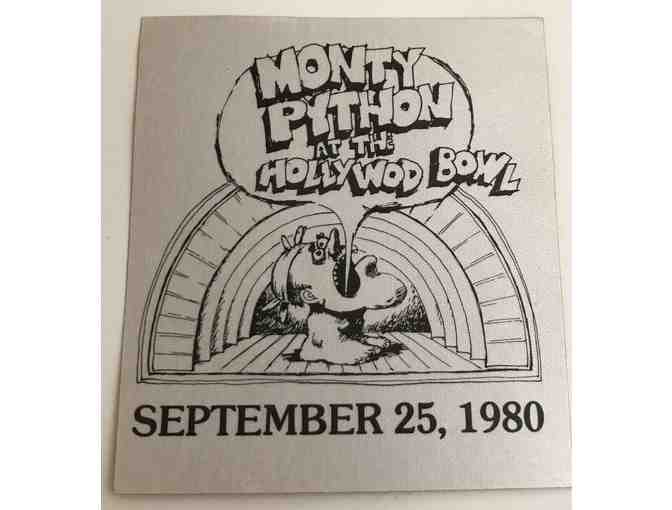 MONTY
PYTHON
AT THE
HOLLYWOD BOWL
SEPTEMBER 25, 1980